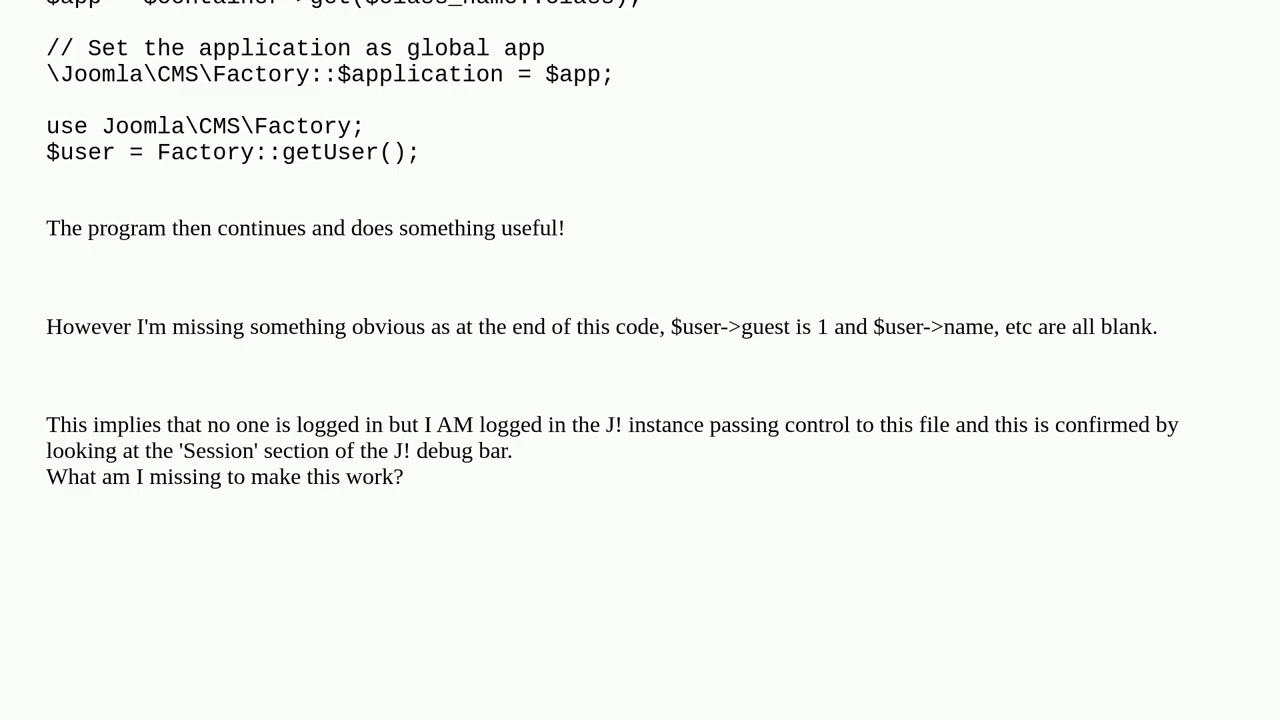 // Set the application as global app
\Joomla\CMS\Factory::$application = $app;
use Joomla\CMS\Factory;
$user = Factory::getUser();
The program then continues and does something useful!
However I'm missing something obvious as at the end of this code, $user->guest is 1 and $user->name, etc are all blank.
This implies that no one is logged in but I AM logged in the J! instance passing control to this file and this is confirmed by
looking at the 'Session' section of the J! debug bar.
What am I missing to make this work?